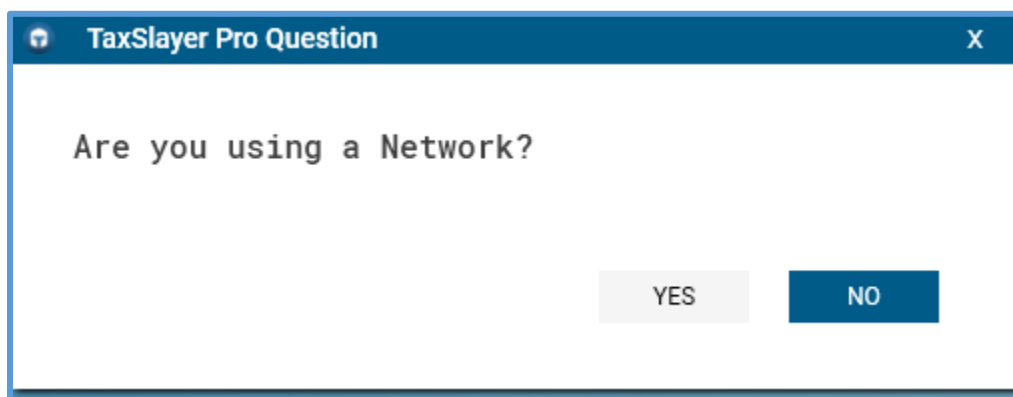 TaxSlayer Pro Question X
Are you using a Network?
YES NO